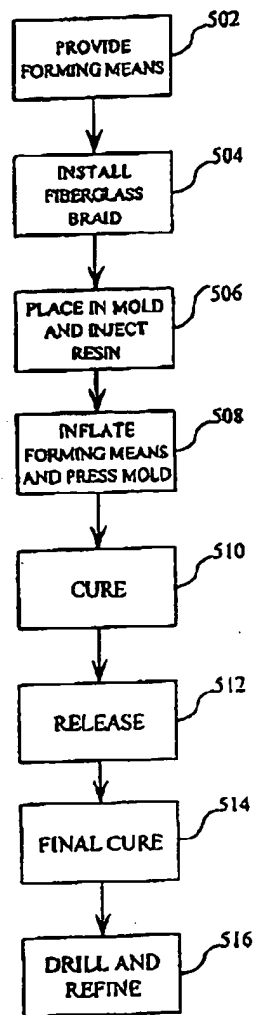 502
PROVIDE
FORMING MEANS
504
INSTALL
FIBERGLASS
BRAID
506
PLACE IN MOLD
AND INJECT
RESIN
508
INFLATE
FORMING MEANS
AND PRESS MOLD
510
CURE
512
RELEASE
514
FINAL CURE
516
DRILL AND
REFINE